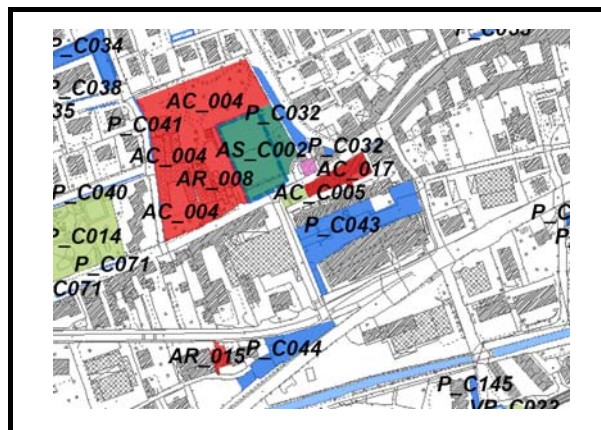 P_C034
P_C038
35
AC_004
P_C041
P_C032
AC_004
AS_C002
P_C032
AR_008
AC_017
AC_C005
P_C040
AC_004
P_C043
P_C014
P_C071
C071
AR_015
P_C044
P_C145
VP_C022